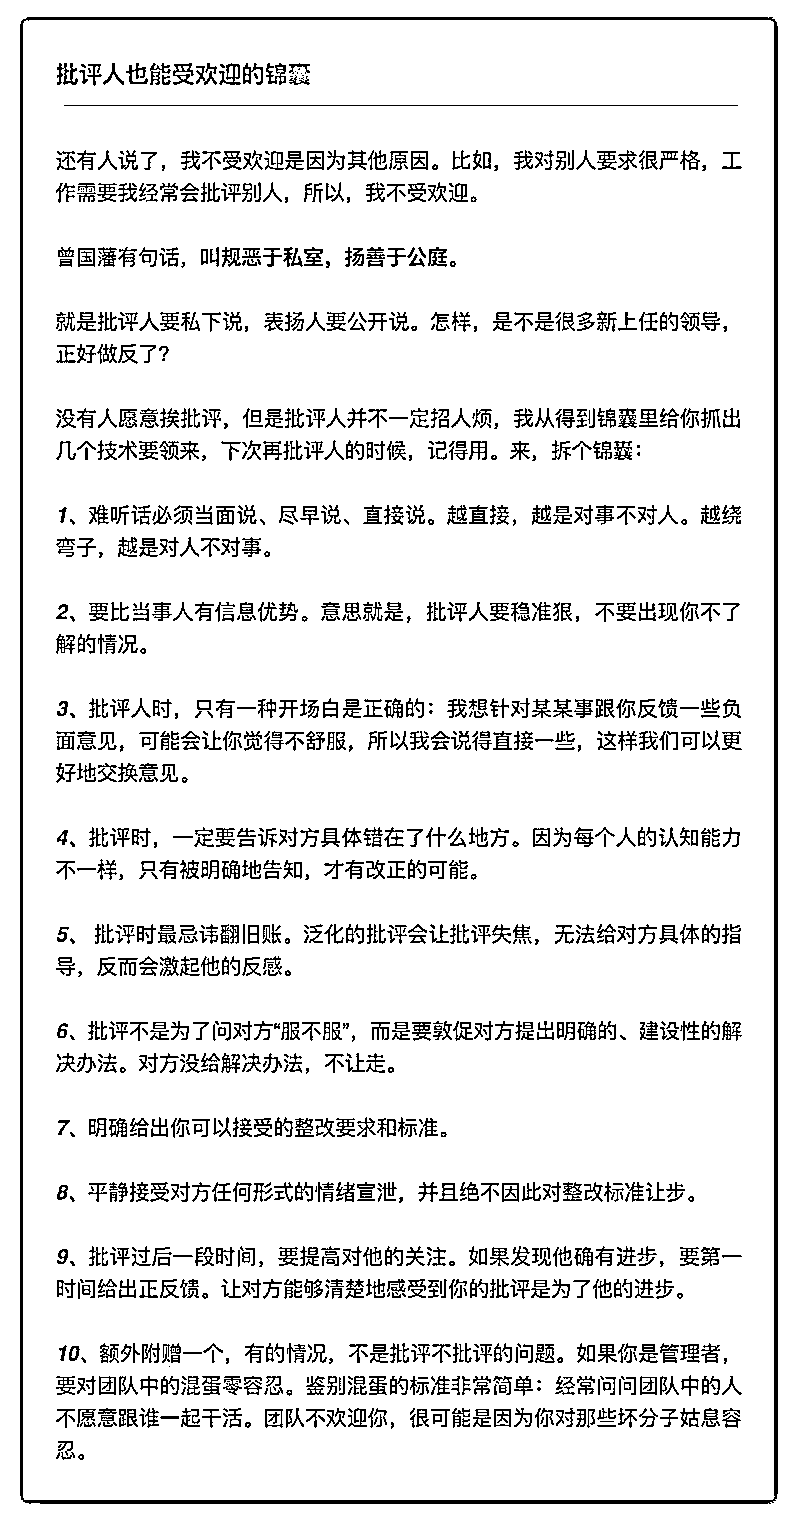 批评人也能受欢迎的锦囊
还有人说了，我不受欢迎是因为其他原因。比如，我对别人要求很严格，工
作需要我经常会批评别人，所以，我不受欢迎。
曾国藩有句话，叫规恶于私室，扬善于公庭。
就是批评人要私下说，表扬人要公开说。怎样，是不是很多新上任的领导，
正好做反了？
没有人愿意挨批评，但是批评人并不一定招人烦，我从得到锦囊里给你抓出
几个技术要领来，下次再批评人的时候，记得用。来，拆个锦囊：
1、难听话必须当面说、尽早说、直接说。越直接，越是对事不对人。越绕
弯子，越是对人不对事。
2、要比当事人有信息优势。意思就是，批评人要稳准狠，不要出现你不了
解的情况。
3、批评人时，只有一种开场白是正确的：我想针对某某事跟你反馈一些负
面意见，可能会让你觉得不舒服，所以我会说得直接一些，这样我们可以更
好地交换意见。
4、批评时，一定要告诉对方具体错在了什么地方。因为每个人的认知能力
不一样，只有被明确地告知，才有改正的可能。
5、 批评时最忌讳翻旧账。泛化的批评会让批评失焦，无法给对方具体的指
导，反而会激起他的反感。
6、批评不是为了问对方“服不服”，而是要敦促对方提出明确的、建设性的解
决办法。对方没给解决办法，不让走。
7、明确给出你可以接受的整改要求和标准。
8、平静接受对方任何形式的情绪宣泄，并且绝不因此对整改标准让步。
9、批评过后一段时间，要提高对他的关注。如果发现他确有进步，要第一
时间给出正反馈。让对方能够清楚地感受到你的批评是为了他的进步。
10、额外附赠一个，有的情况，不是批评不批评的问题。如果你是管理者，
要对团队中的混蛋零容忍。鉴别混蛋的标准非常简单：经常问问团队中的人
不愿意跟谁一起干活。团队不欢迎你，很可能是因为你对那些坏分子姑息容
忍。